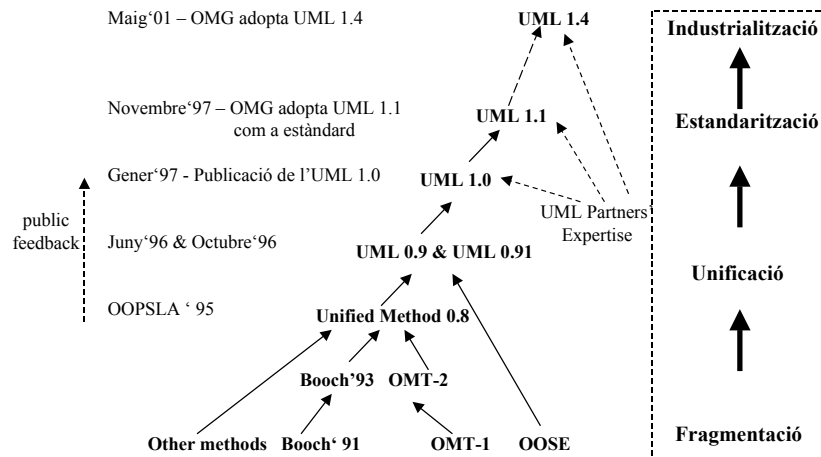 Maig‘01 – OMG adopta UML 1.4
UML 1.4
Industrialització
Novembre‘97 – OMG adopta UML 1.1
com a estàndard
UML 1.1
Estandarització
Gener‘97 - Publicació de l’UML 1.0
UML 1.0
public
feedback
UML Partners’
Expertise
Juny‘96 & Octubre‘96
UML 0.9 & UML 0.91
Unificació
OOPSLA ‘ 95
Unified Method 0.8
Booch’93
OMT-2
Other methods
Booch‘ 91
OMT-1
OOSE
Fragmentació